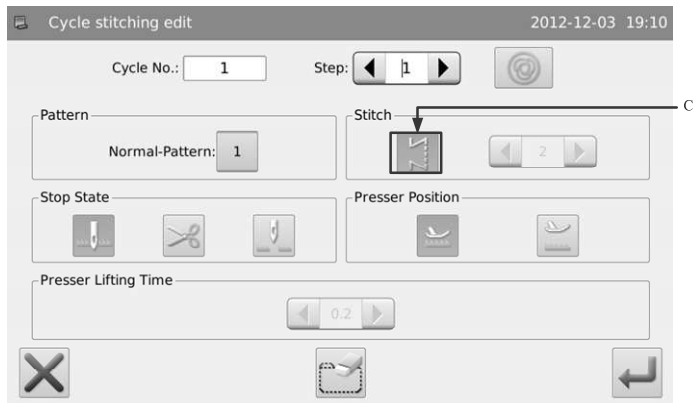 Cycle stitching edit 2012-12-03 19:10
Cycle No.: 1 Step: 1
C
Pattern Stitch
Normal-Pattern: 1 2
Stop State Presser Position
Presser Lifting Time
0.2